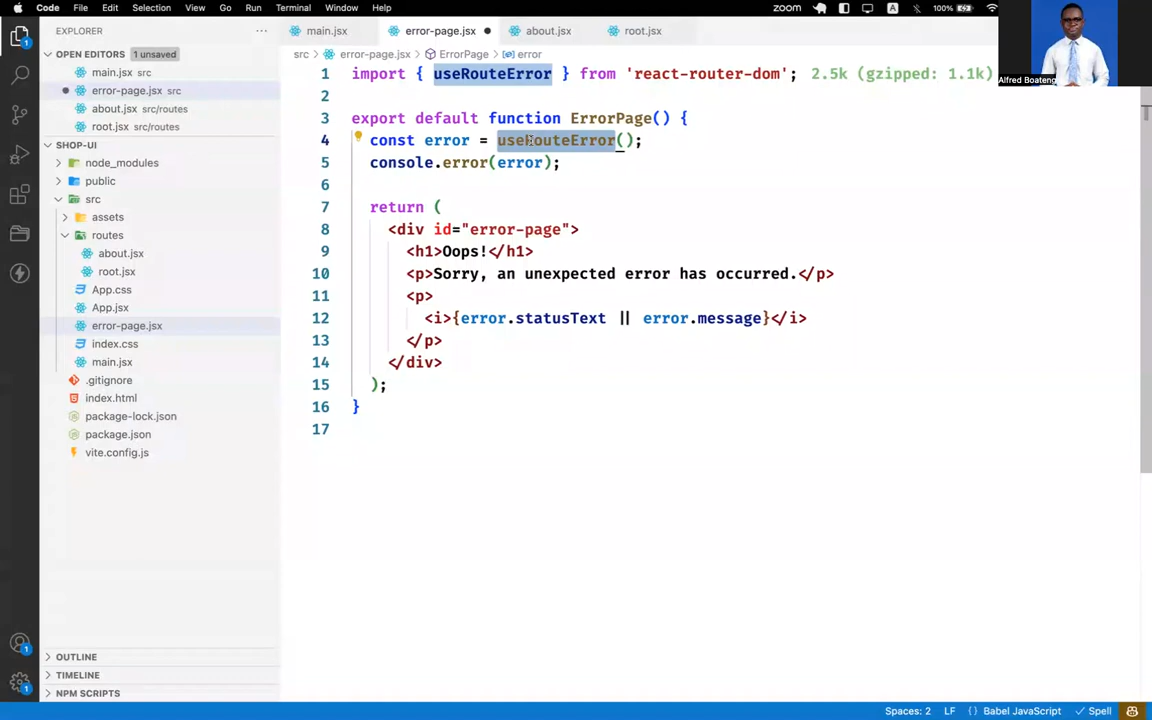 Code File Edit Selection View Go Run Terminal Window Help zoom A 100%
EXPLORER
OPEN EDITORS 1 unsaved
main.jsx src
error-page.jsx src
about.jsx src/routes
root.jsx src/routes
SHOP-UI
node_modules
public
src
assets
routes
about.jsx
root.jsx
App.css
App.jsx
error-page.jsx
index.css
main.jsx
.gitignore
index.html
package-lock.json
package.json
vite.config.js
OUTLINE
TIMELINE
NPM SCRIPTS
1
1
1
main.jsx error-page.jsx about.jsx root.jsx
src > error-page.jsx > ErrorPage > error
1 import { useRouteError } from 'react-router-dom'; 2.5k (gzipped: 1.1k)
2
3 export default function ErrorPage() {
4 const error = useRouteError();
5 console.error(error);
6
7 return (
8 <div id="error-page">
9 <h1>Oops!</h1>
10 <p>Sorry, an unexpected error has occurred.</p>
11 <p>
12 <i>{error.statusText || error.message}</i>
13 </p>
14 </div>
15 );
16 }
17
Alfred Boateng
Spaces: 2 LF { } Babel JavaScript Spell